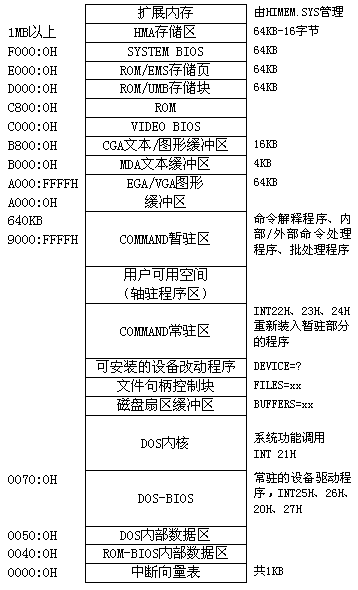 扩展内存 由HIMEM.SYS管理
1MB以上 HMA存储区 64KB-16字节
F000:0H SYSTEM BIOS 64KB
E000:0H ROM/EMS存储页 64KB
D000:0H ROM/UMB存储块 64KB
C800:0H ROM
C000:0H VIDEO BIOS
B800:0H CGA文本/图形缓冲区 16KB
B000:0H MDA文本缓冲区 4KB
A000:FFFFH EGA/VGA图形 64KB
A000:0H 缓冲区
640KB 命令解释程序、内
9000:FFFFH COMMAND暂驻区 部/外部命令处理
程序、批处理程序
用户可用空间
(轴驻程序区)
INT22H、23H、24H
COMMAND常驻区 重新装入暂驻部分
的程序
可安装的设备改动程序 DEVICE=?
文件句柄控制块 FILES=xx
磁盘扇区缓冲区 BUFFERS=xx
DOS内核 系统功能调用
INT 21H
0070:0H 常驻的设备驱动程
DOS-BIOS 序，INT25H、26H、
20H、27H
0050:0H DOS内部数据区
0040:0H ROM-BIOS内部数据区
0000:0H 中断向量表 共1KB